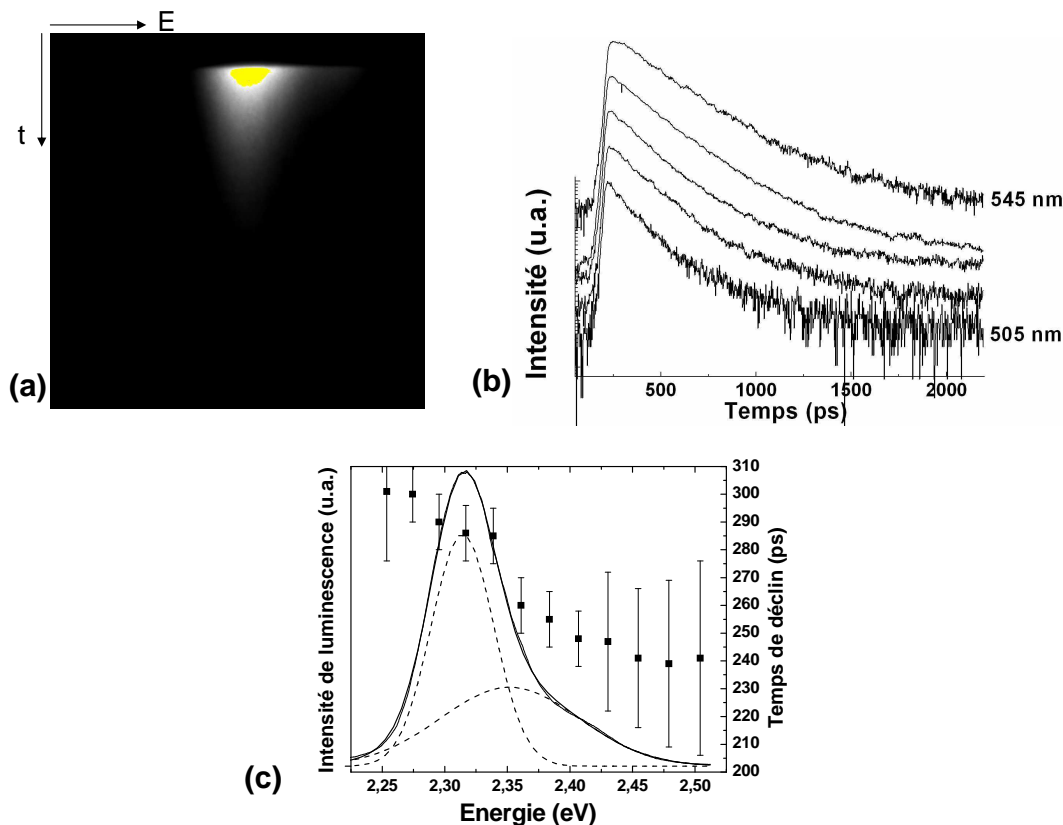 E
t
(a)
(b)
Intensité (u.a.)
545 nm
505 nm
500
1000
1500
2000
Temps (ps)
(c)
Intensité de luminescence (u.a.)
310
300
290
280
270
260
250
240
230
220
210
200
Temps de déclin (ps)
2,25
2,30
2,35
2,40
2,45
2,50
Energie (eV)